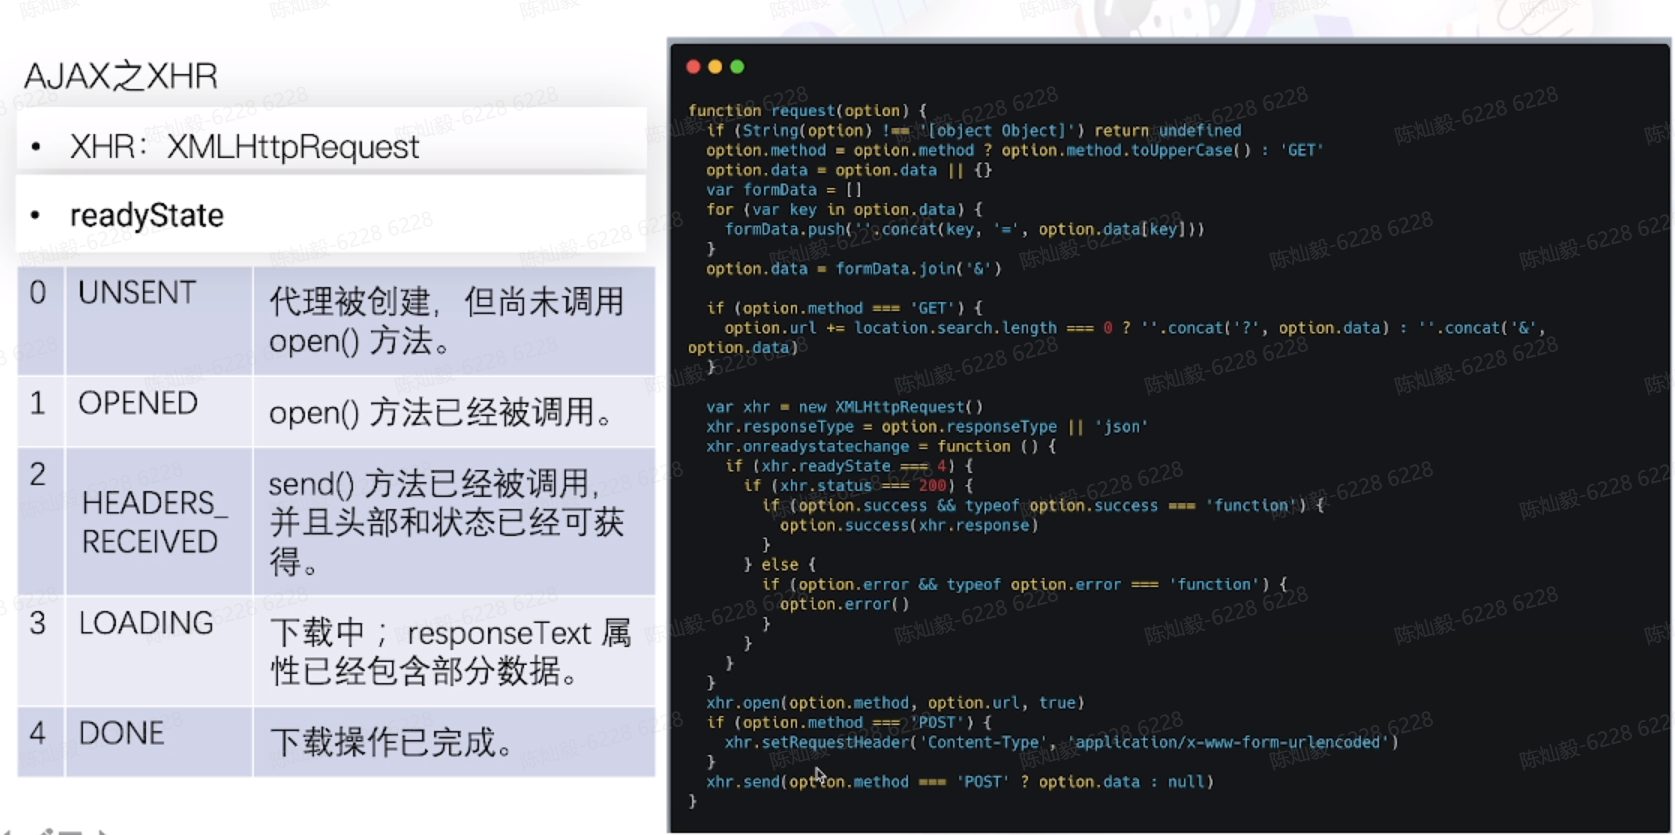 AJAX之XHR
• XHR：XMLHttpRequest
• readyState
0 UNSENT 代理被创建，但尚未调用
open() 方法。
1 OPENED open() 方法已经被调用。
2 HEADERS_
RECEIVED
send() 方法已经被调用，
并且头部和状态已经可获
得。
3 LOADING 下载中；responseText 属
性已经包含部分数据。
4 DONE 下载操作已完成。
function request(option) {
if (String(option) !== '[object Object]') return undefined
option.method = option.method ? option.method.toUpperCase() : 'GET'
option.data = option.data || {}
var formData = []
for (var key in option.data) {
formData.push(''.concat(key, '=', option.data[key]))
}
option.data = formData.join('&')
if (option.method === 'GET') {
option.url += location.search.length === 0 ? ''.concat('?', option.data) : ''.concat('&',
option.data)
}
var xhr = new XMLHttpRequest()
xhr.responseType = option.responseType || 'json'
xhr.onreadystatechange = function () {
if (xhr.readyState === 4) {
if (xhr.status === 200) {
if (option.success && typeof option.success === 'function') {
option.success(xhr.response)
}
} else {
if (option.error && typeof option.error === 'function') {
option.error()
}
}
}
}
xhr.open(option.method, option.url, true)
if (option.method === 'POST') {
xhr.setRequestHeader('Content-Type', 'application/x-www-form-urlencoded')
}
xhr.send(option.method === 'POST' ? option.data : null)
}
陈灿毅-6228 6228